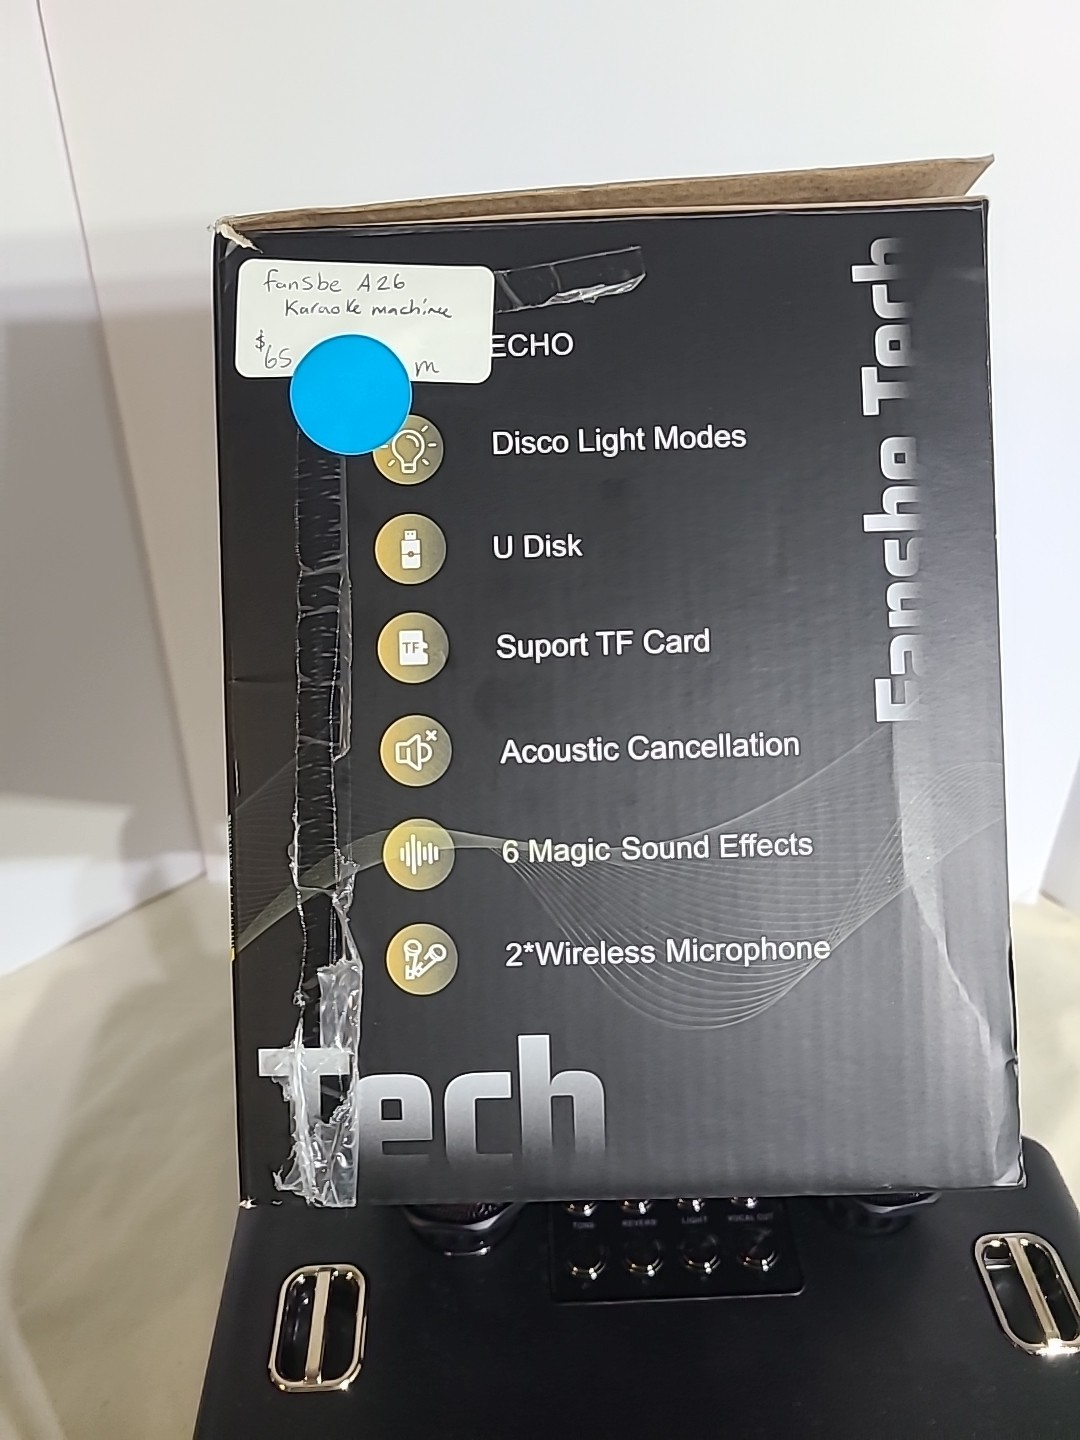 fansbe A26
Karaoke machine
$65
m
ECHO
Disco Light Modes
U Disk
TF
Suport TF Card
Acoustic Cancellation
6 Magic Sound Effects
2*Wireless Microphone
Fansbe Tech
Tech
TONE REVERB LIGHT VOCAL CUT